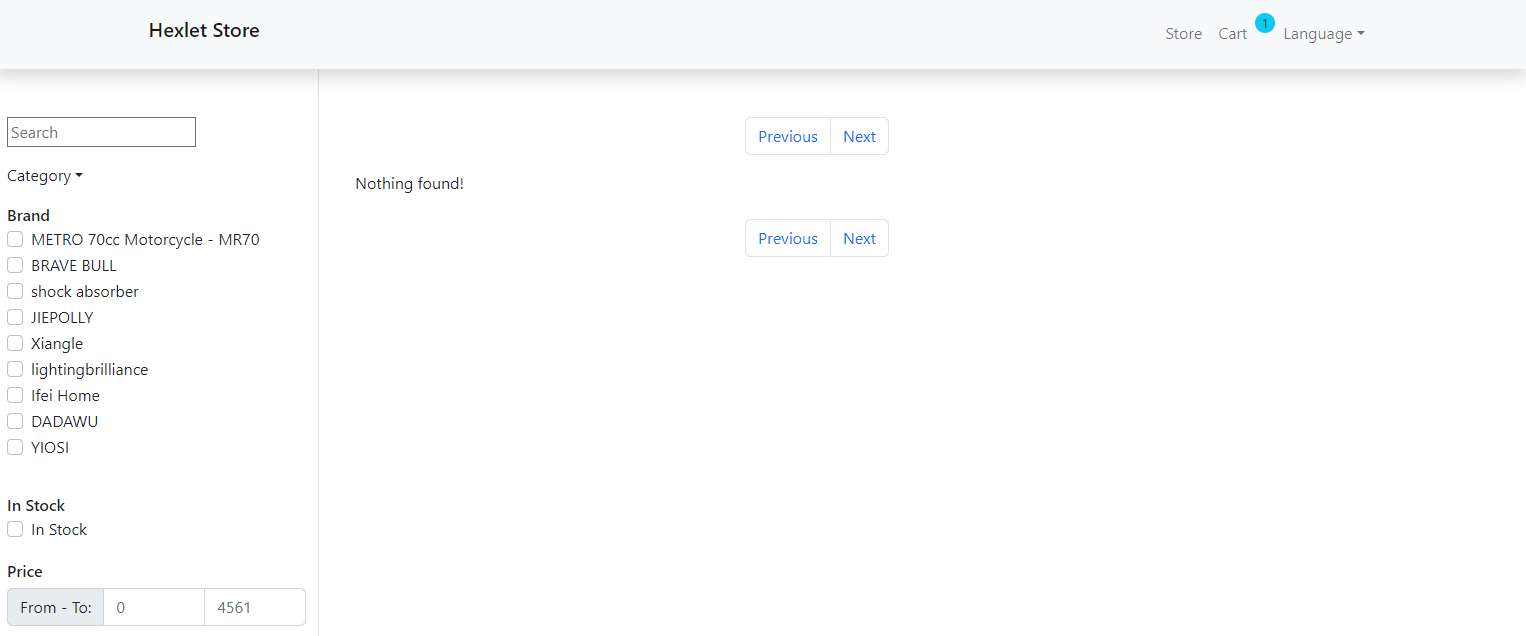 Hexlet Store
Store Cart 1 Language
Search
Category
Brand
METRO 70cc Motorcycle - MR70
BRAVE BULL
shock absorber
JIEPOLLY
Xiangle
lightingbrilliance
Ifei Home
DADAWU
YIOSI
In Stock
In Stock
Price
From - To: 0 4561
Previous Next
Nothing found!
Previous Next